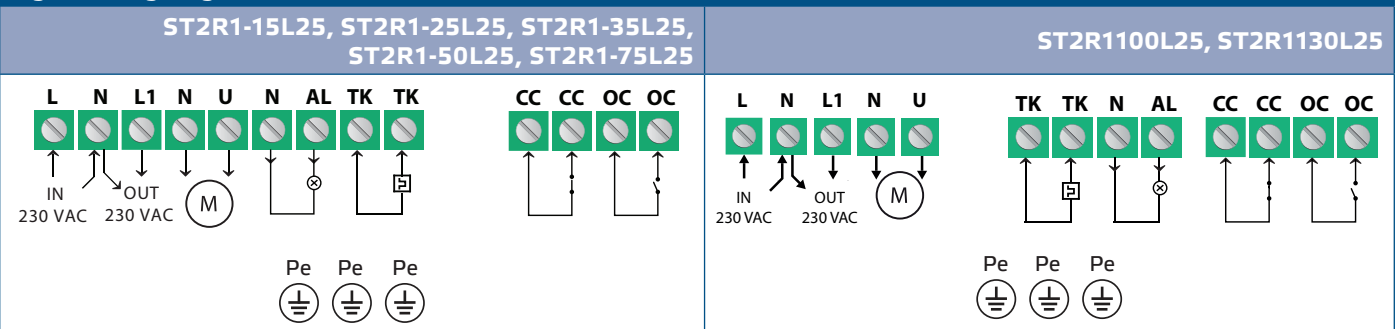 ST2R1-15L25, ST2R1-25L25, ST2R1-35L25,
ST2R1-50L25, ST2R1-75L25
L N L1 N U N AL TK TK
CC CC OC OC
IN
230 VAC
OUT
230 VAC
M
Pe Pe Pe
ST2R1100L25, ST2R1130L25
L N L1 N U
TK TK N AL CC CC OC OC
IN
230 VAC
OUT
230 VAC
M
Pe Pe Pe